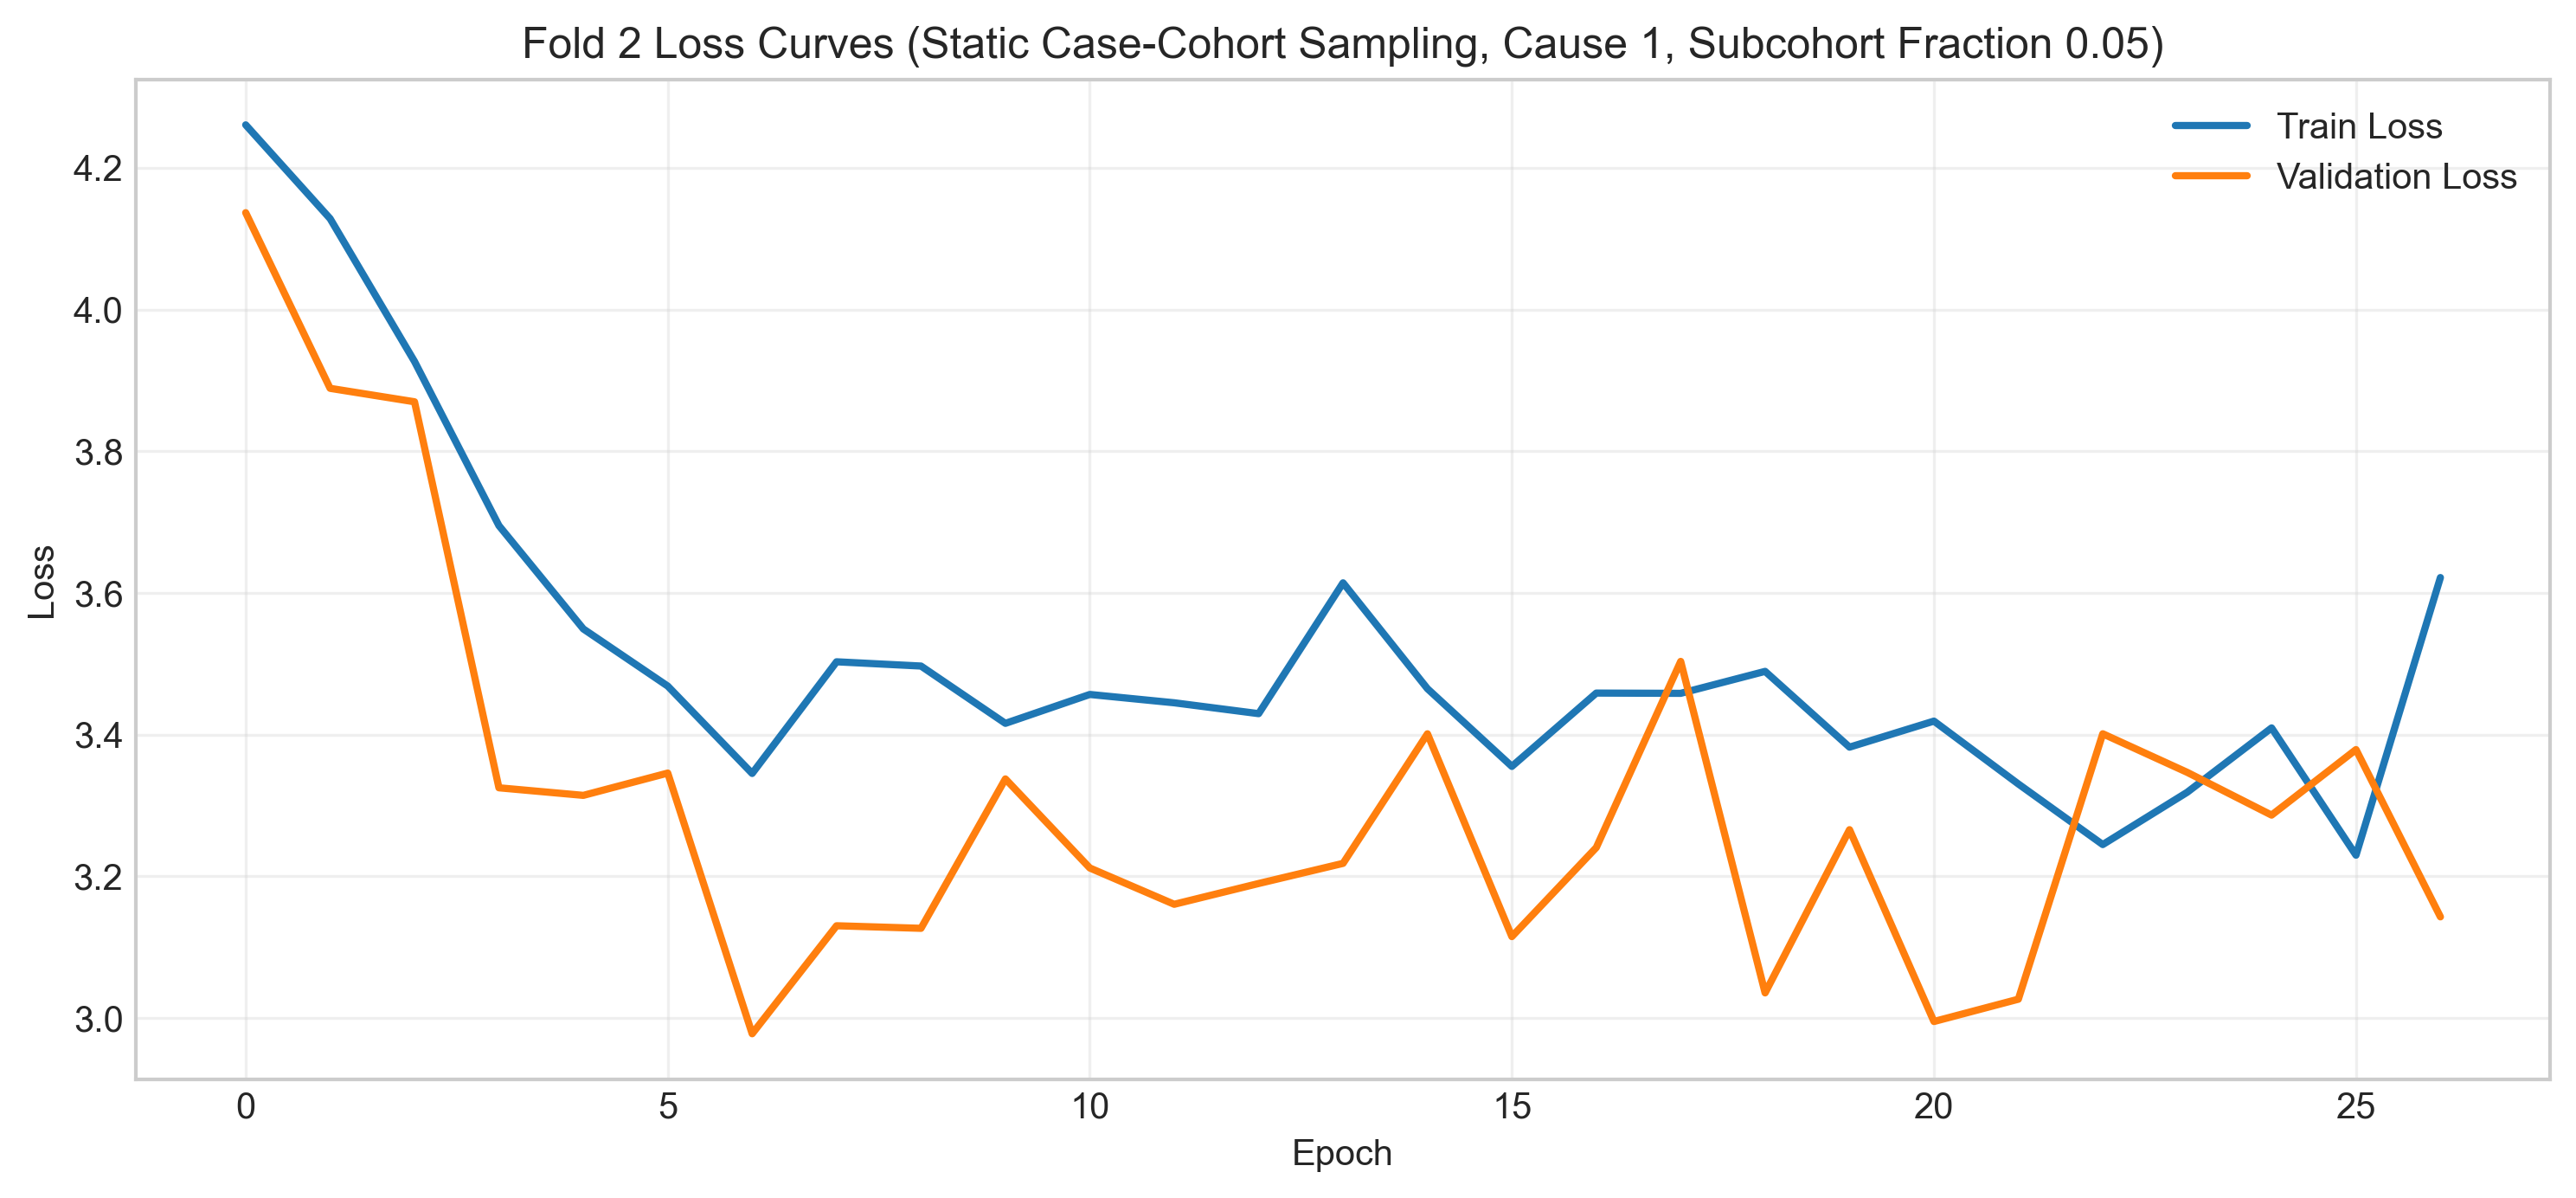 Fold 2 Loss Curves (Static Case-Cohort Sampling, Cause 1, Subcohort Fraction 0.05)
Train Loss
Validation Loss
4.2
4.0
3.8
3.6
3.4
3.2
3.0
Loss
0 5 10 15 20 25
Epoch